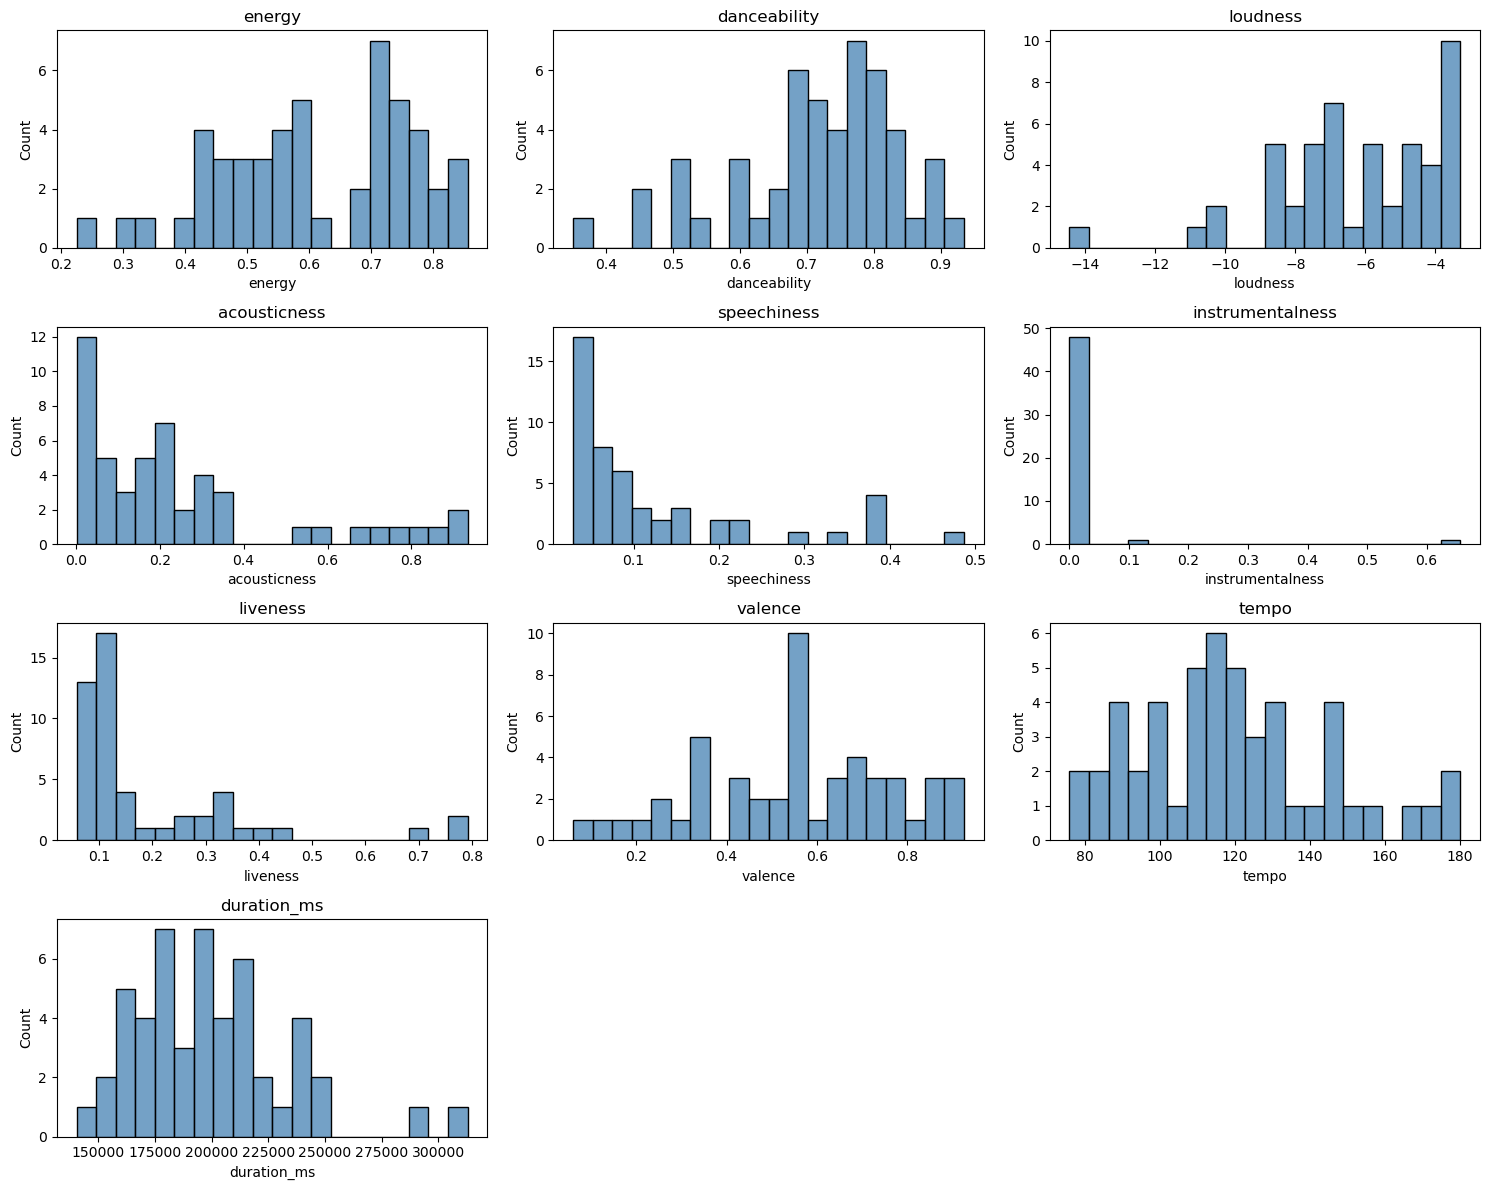 energy
danceability
loudness
Count
6
4
2
0
0.2 0.3 0.4 0.5 0.6 0.7 0.8
energy
Count
6
4
2
0
0.4 0.5 0.6 0.7 0.8 0.9
danceability
Count
10
8
6
4
2
0
−14 −12 −10 −8 −6 −4
loudness
acousticness
speechiness
instrumentalness
Count
12
10
8
6
4
2
0
0.0 0.2 0.4 0.6 0.8
acousticness
Count
15
10
5
0
0.1 0.2 0.3 0.4 0.5
speechiness
Count
50
40
30
20
10
0
0.0 0.1 0.2 0.3 0.4 0.5 0.6
instrumentalness
liveness
valence
tempo
Count
15
10
5
0
0.1 0.2 0.3 0.4 0.5 0.6 0.7 0.8
liveness
Count
10
8
6
4
2
0
0.2 0.4 0.6 0.8
valence
Count
6
5
4
3
2
1
0
80 100 120 140 160 180
tempo
duration_ms
Count
6
4
2
0
150000 175000 200000 225000 250000 275000 300000
duration_ms